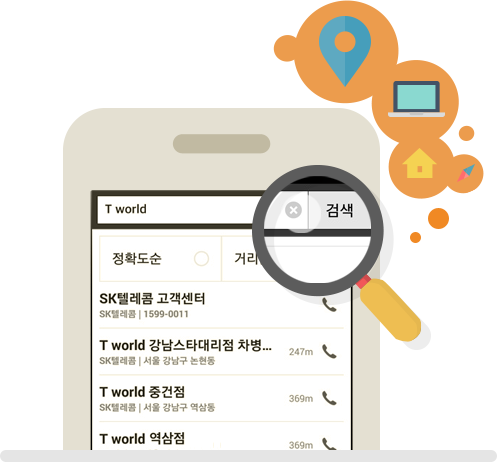 T world
검색
정확도순
거리
SK텔레콤 고객센터
SK텔레콤 | 1599-0011
T world 강남스타대리점 차병...
SK텔레콤 | 서울 강남구 논현동
247m
T world 중건점
SK텔레콤 | 서울 강남구 역삼동
369m
T world 역삼점
369m